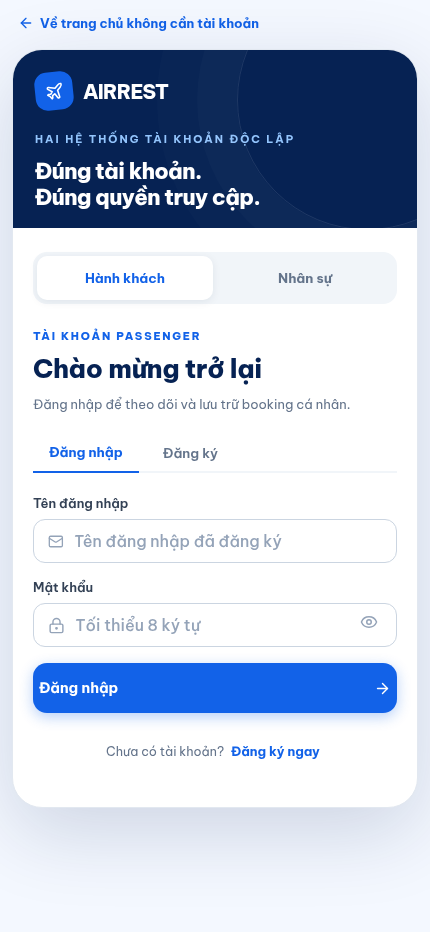 Về trang chủ không cần tài khoản
AIRREST
HAI HỆ THỐNG TÀI KHOẢN ĐỘC LẬP
Đúng tài khoản.
Đúng quyền truy cập.
Hành khách
Nhân sự
TÀI KHOẢN PASSENGER
Chào mừng trở lại
Đăng nhập để theo dõi và lưu trữ booking cá nhân.
Đăng nhập
Đăng ký
Tên đăng nhập
Tên đăng nhập đã đăng ký
Mật khẩu
Tối thiểu 8 ký tự
Đăng nhập
Chưa có tài khoản? Đăng ký ngay